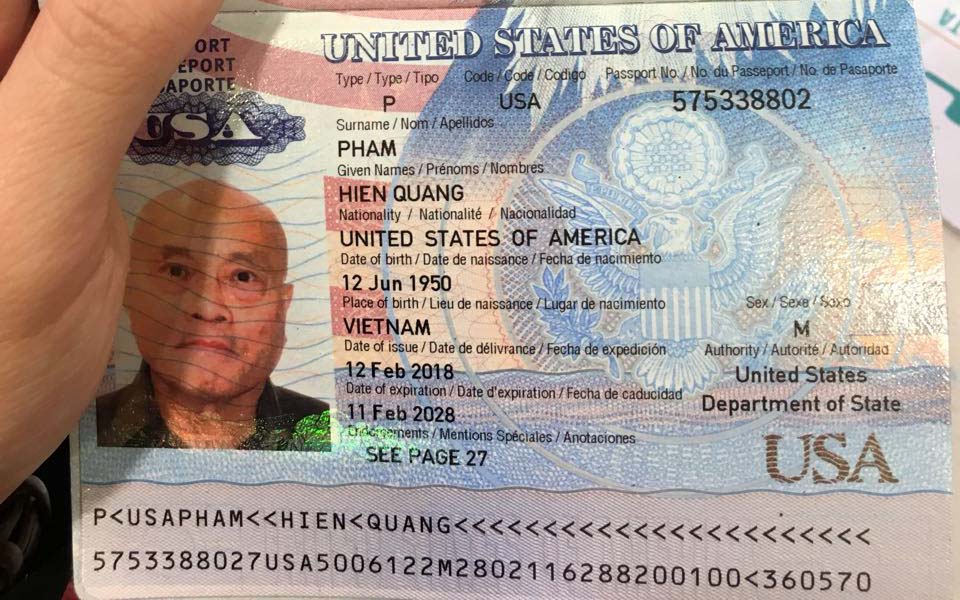 UNITED STATES OF AMERICA
PORT
EPORT
APORTE
USA
Type / Type / Tipo Code / Code / Codigo Passport No. / No. du Passeport / No. de Pasaporte
P USA 575338802
Surname / Nom / Apellidos
PHAM
Given Names / Prénoms / Nombres
HIEN QUANG
Nationality / Nationalité / Nacionalidad
UNITED STATES OF AMERICA
Date of birth / Date de naissance / Fecha de nacimiento
12 Jun 1950
Place of birth / Lieu de naissance / Lugar de nacimiento Sex / Sexe / Sexo
VIETNAM M
Date of issue / Date de délivrance / Fecha de expedición Authority / Autorité / Autoridad
12 Feb 2018 United States
Date of expiration / Date d'expiration / Fecha de caducidad Department of State
11 Feb 2028
Endorsements / Mentions Spéciales / Anotaciones
SEE PAGE 27
USA
P<USAPHAM<<HIEN<QUANG<<<<<<<<<<<<<<<<<<<<<<<
5753388027USA5006122M2802116288200100<360570